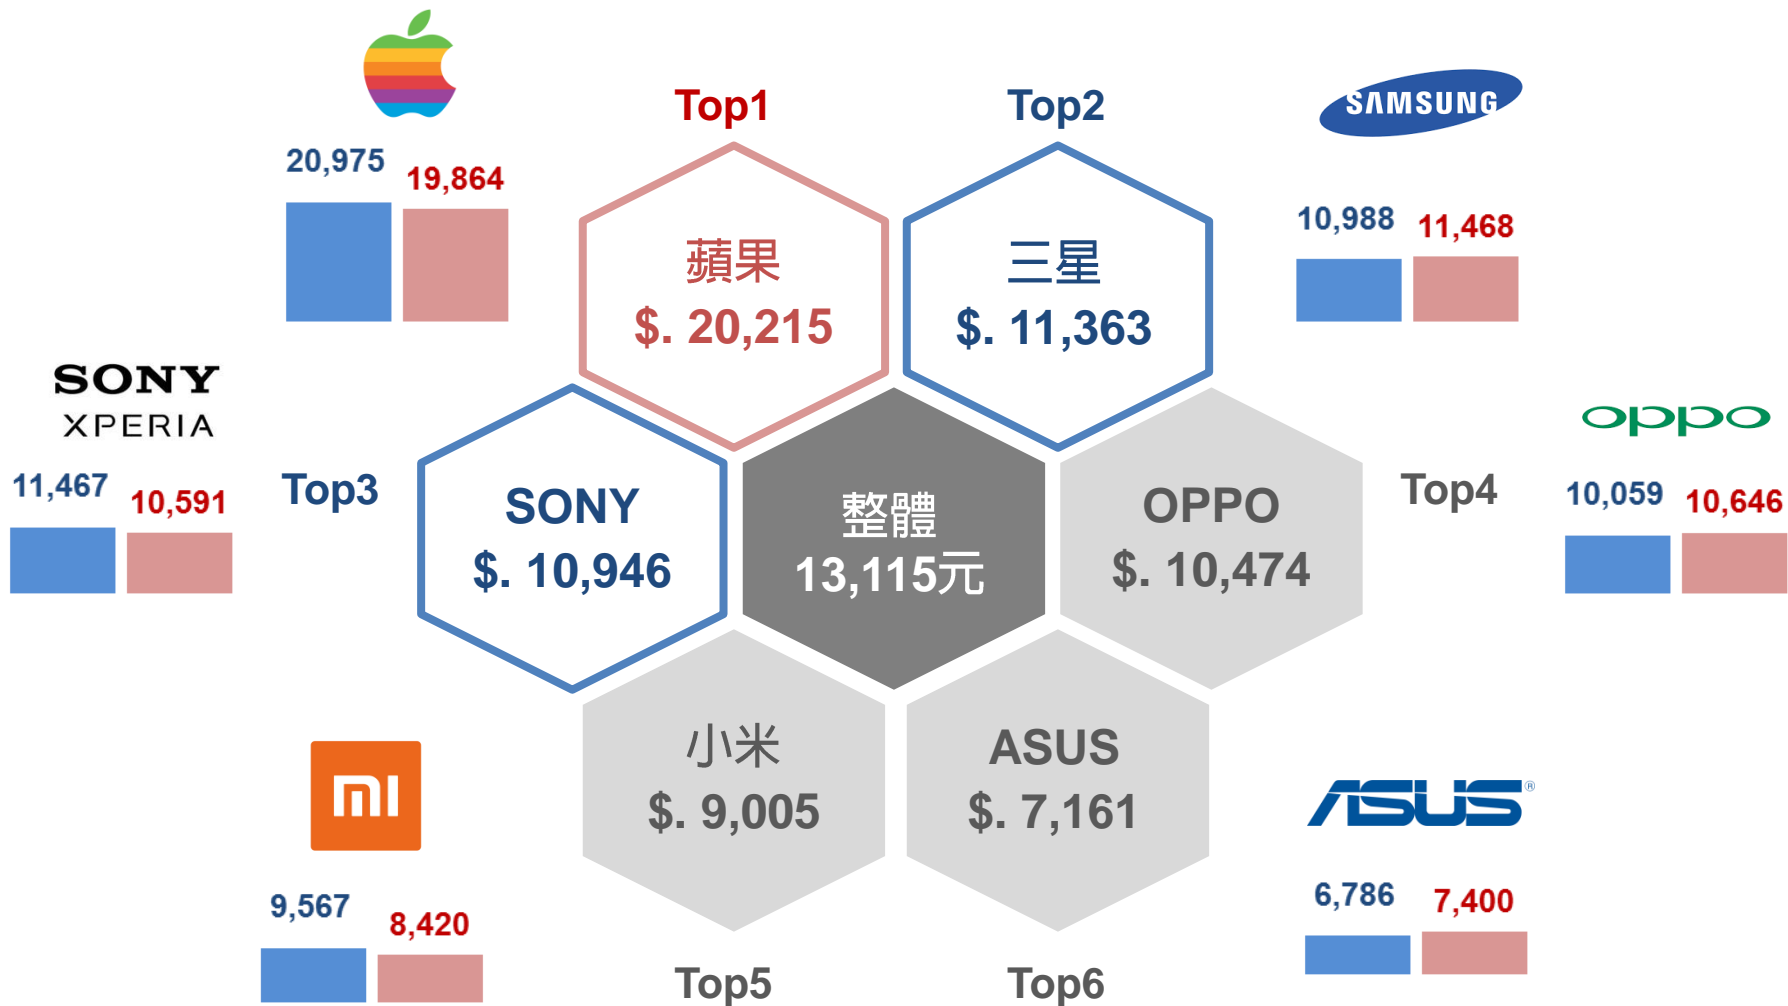 Top1
Top2
SAMSUNG
20,975
19,864
10,988
11,468
蘋果
$. 20,215
三星
$. 11,363
SONY
XPERIA
oppo
11,467
10,591
Top3
SONY
$. 10,946
整體
13,115元
OPPO
$. 10,474
Top4
10,059
10,646
小米
$. 9,005
ASUS
$. 7,161
mi
ASUS®
9,567
8,420
6,786
7,400
Top5
Top6